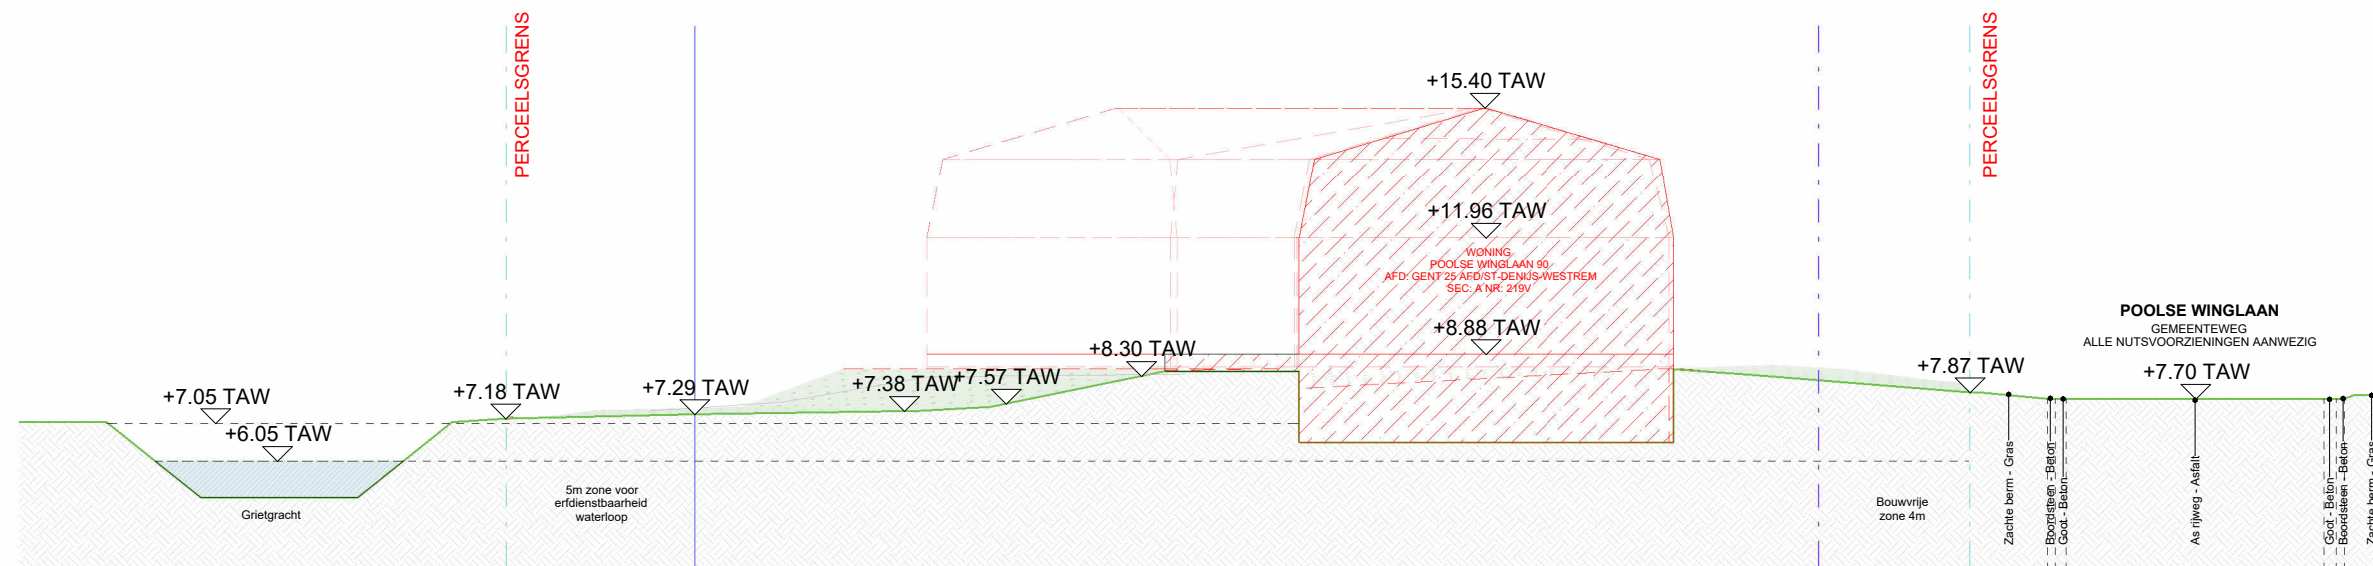 PERCEELSGRENS
PERCEELSGRENS
+15.40 TAW
+11.96 TAW
WONING
POOLSE WINGLAAN 90
AFD: GENT 25 AFD/ST-DENIJS-WESTREM
SEC: A NR: 219V
+8.88 TAW
+8.30 TAW
POOLSE WINGLAAN
GEMEENTEWEG
ALLE NUTSVOORZIENINGEN AANWEZIG
+7.05 TAW
+7.18 TAW
+7.29 TAW
+7.38 TAW
+7.57 TAW
+7.87 TAW
+7.70 TAW
+6.05 TAW
Grietgracht
5m zone voor
erfdienstbaarheid
waterloop
Bouwvrije
zone 4m
Zachte berm - Gras
Boordsteen - Beton
Goot - Beton
As rijweg - Asfalt
Goot - Beton
Boordsteen - Beton
Zachte berm - Gras